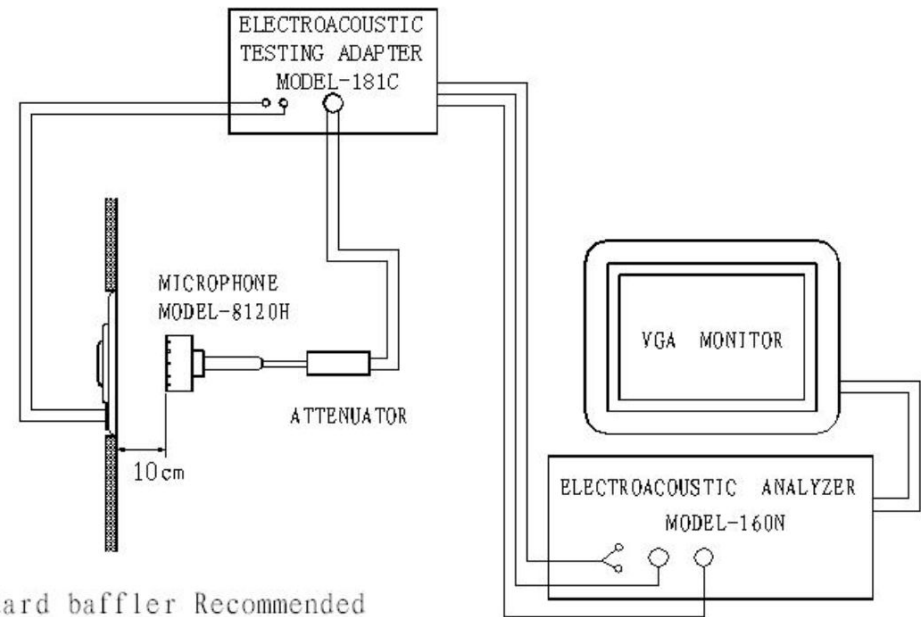 ELECTROACOUSTIC
TESTING ADAPTER
MODEL-181C
MICROPHONE
MODEL-8120H
ATTENUATOR
10cm
VGA MONITOR
ELECTROACOUSTIC ANALYZER
MODEL-160N
baffler Recommended